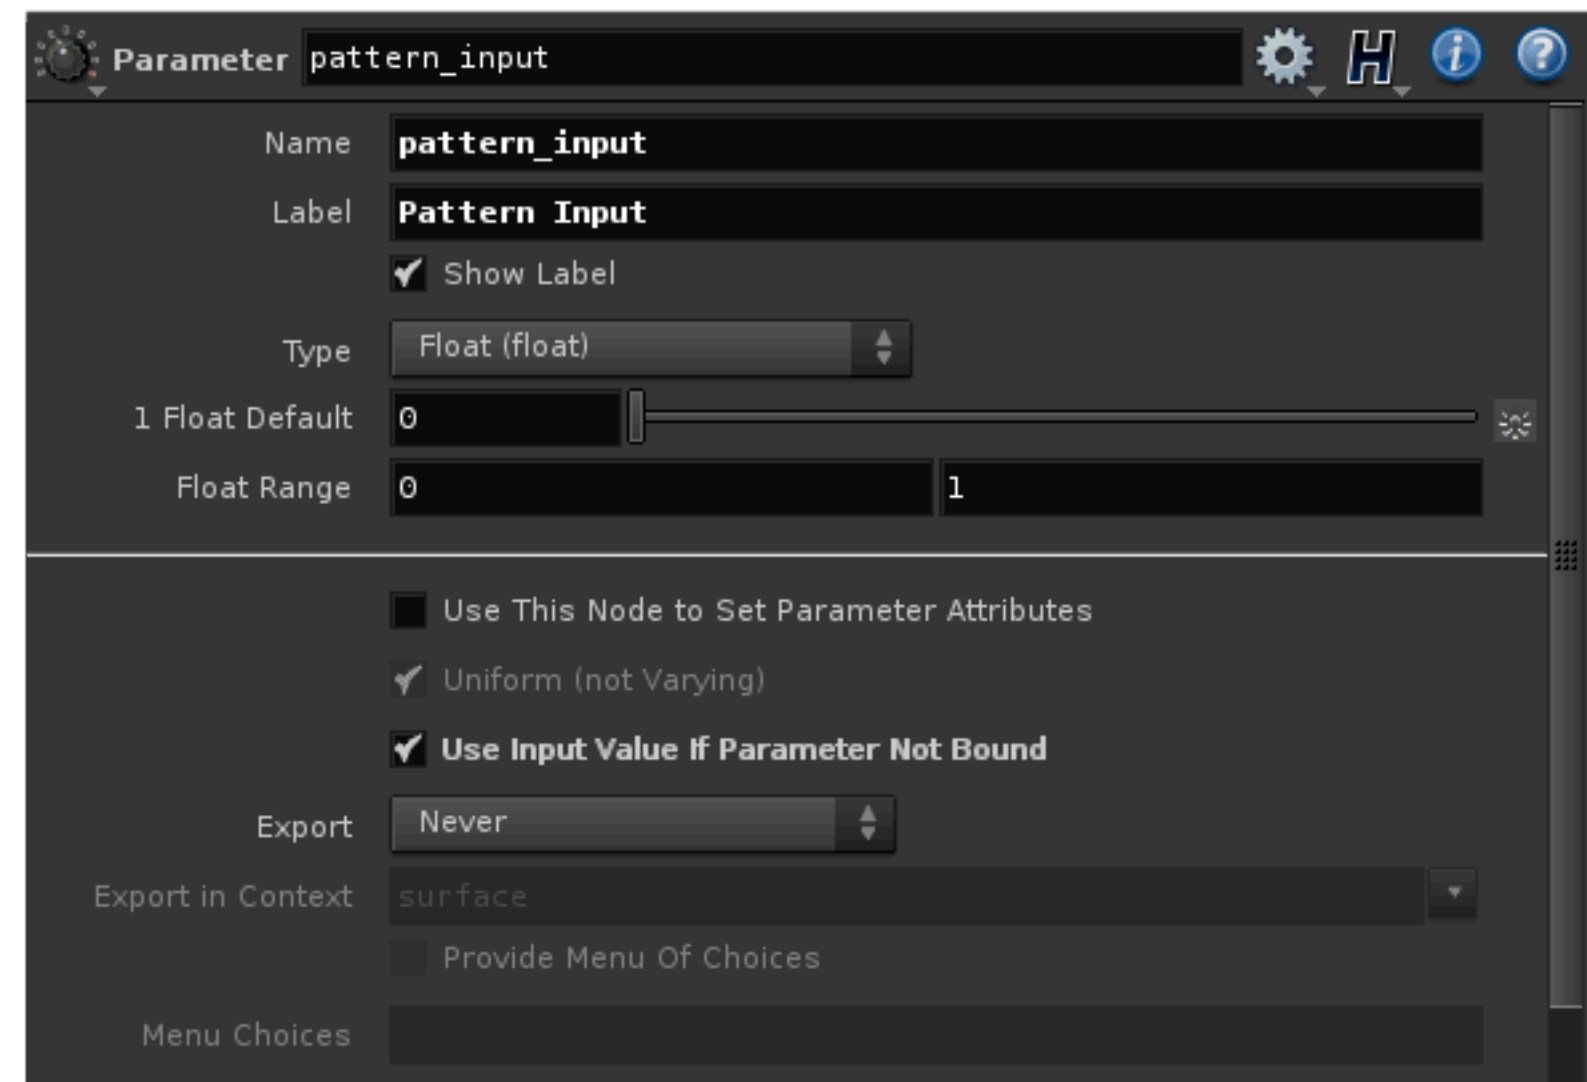 Parameter pattern_input
Name pattern_input
Label Pattern Input
Show Label
Type Float (float)
1 Float Default 0
Float Range 0 1
Use This Node to Set Parameter Attributes
Uniform (not Varying)
Use Input Value If Parameter Not Bound
Export Never
Export in Context surface
Provide Menu Of Choices
Menu Choices